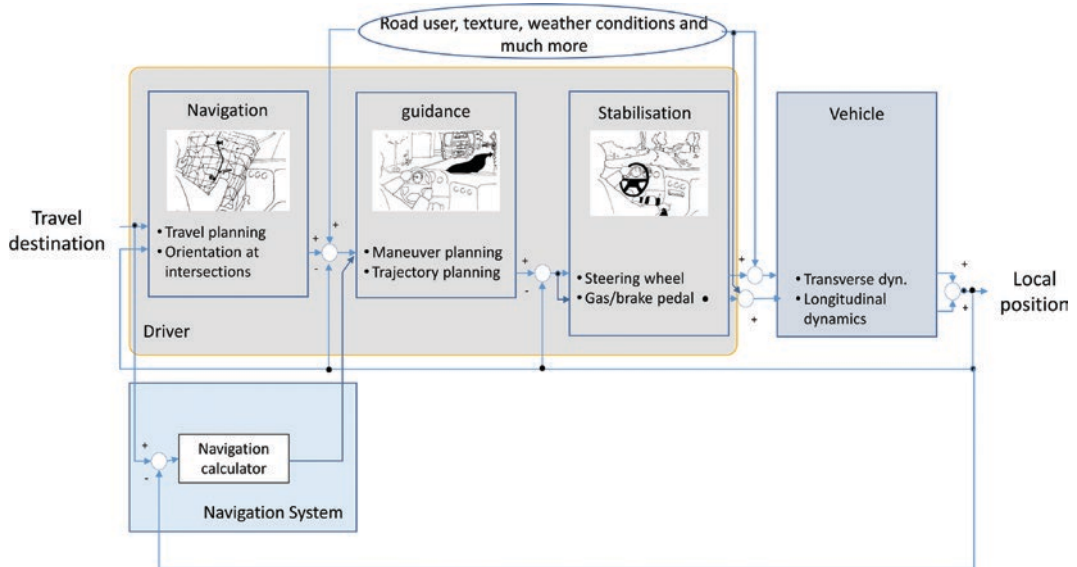 Road user, texture, weather conditions and
much more
Navigation
guidance
Stabilisation
Vehicle
Travel
destination
• Travel planning
• Orientation at
intersections
• Maneuver planning
• Trajectory planning
• Steering wheel
• Gas/brake pedal
• Transverse dyn.
• Longitudinal
dynamics
Local
position
Driver
Navigation
calculator
Navigation System
+
+
-
+
-
+
+
+
+
+
-